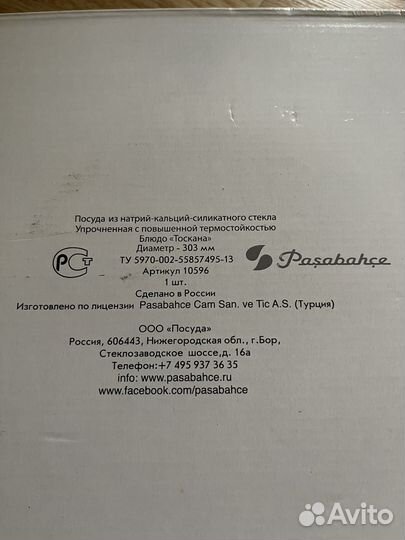 Посуда из натрий-кальций-силикатного стекла
Упрочненная с повышенной термостойкостью
Блюдо «Тоскана»
Диаметр - 303 мм
ТУ 5970-002-55857495-13
Артикул 10596
1 шт.
Сделано в России
Изготовлено по лицензии Pasabahce Cam San. ve Tic A.S. (Турция)
РСТ
Paşabahçe
ООО «Посуда»
Россия, 606443, Нижегородская обл., г.Бор,
Стеклозаводское шоссе,д. 16а
Телефон:+7 495 937 36 35
info: www.pasabahce.ru
www.facebook.com/pasabahce
Avito